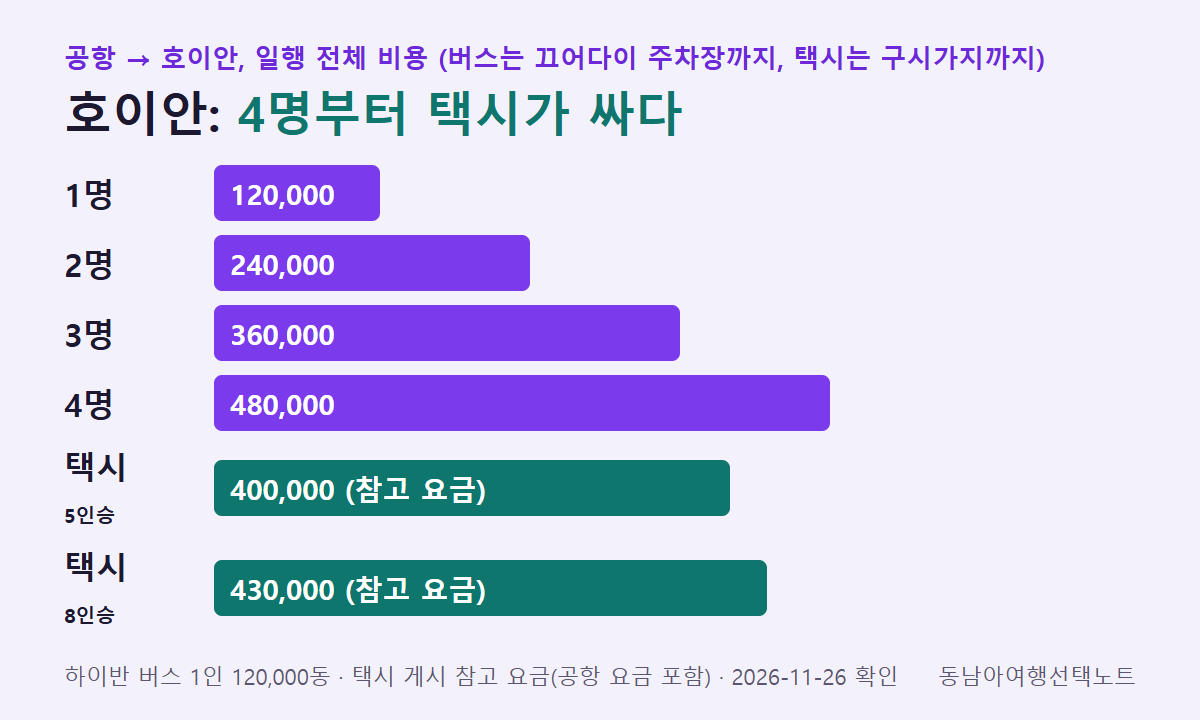 공항 → 호이안, 일행 전체 비용 (버스는 끄어다이 주차장까지, 택시는 구시가지까지)
호이안: 4명부터 택시가 싸다
1명 120,000
2명 240,000
3명 360,000
4명 480,000
택시 400,000 (참고 요금)
5인승
택시 430,000 (참고 요금)
8인승
하이반 버스 1인 120,000동 · 택시 게시 참고 요금(공항 요금 포함) · 2026-11-26 확인 동남아여행선택노트